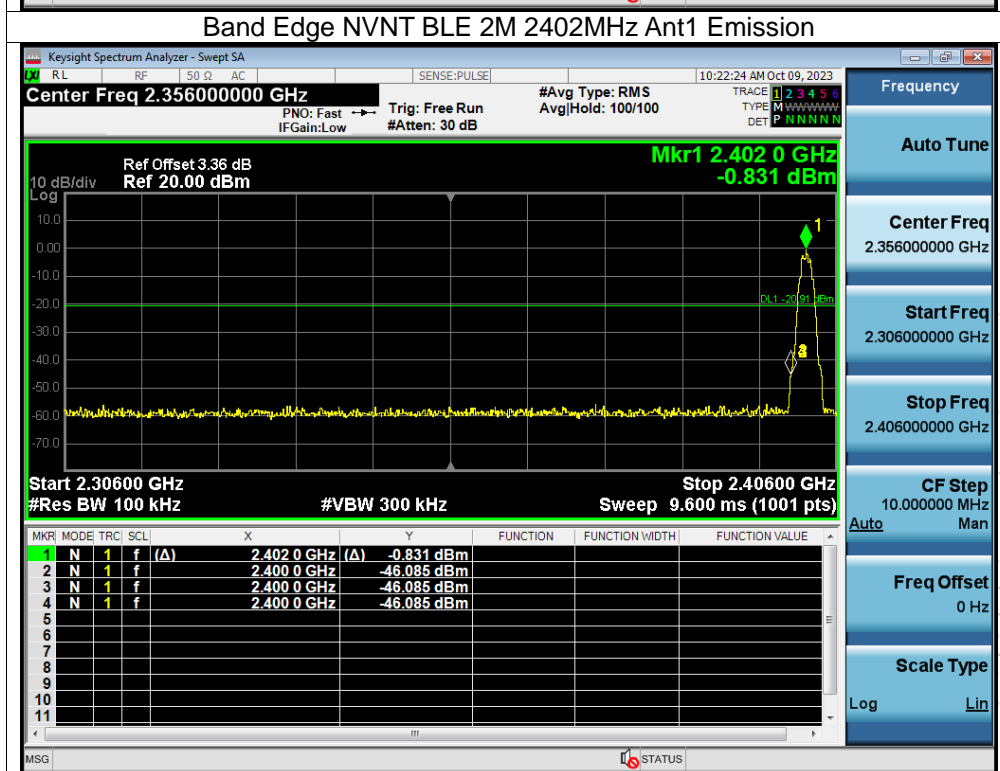 Band Edge NVNT BLE 2M 2402MHz Ant1 Emission
Keysight Spectrum Analyzer - Swept SA
LXI RL RF 50 Ω AC SENSE:PULSE 10:22:24 AM Oct 09, 2023
Center Freq 2.356000000 GHz #Avg Type: RMS TRACE 1 2 3 4 5 6
PNO: Fast Trig: Free Run Avg|Hold: 100/100 TYPE M WWWWW
IFGain:Low #Atten: 30 dB DET P N N N N N
Mkr1 2.402 0 GHz
Ref Offset 3.36 dB
10 dB/div Ref 20.00 dBm -0.831 dBm
Log
10.0
1
0.00
-10.0
-20.0
DL1 -20.91 dBm
-30.0
-40.0
-50.0
-60.0
-70.0
Start 2.30600 GHz Stop 2.40600 GHz
#Res BW 100 kHz #VBW 300 kHz Sweep 9.600 ms (1001 pts)
MKR MODE TRC SCL X Y FUNCTION FUNCTION WIDTH FUNCTION VALUE
1 N 1 f (Δ) 2.402 0 GHz (Δ) -0.831 dBm
2 N 1 f 2.400 0 GHz -46.085 dBm
3 N 1 f 2.400 0 GHz -46.085 dBm
4 N 1 f 2.400 0 GHz -46.085 dBm
5
6
7
8
9
10
11
MSG STATUS
Frequency
Auto Tune
Center Freq
2.356000000 GHz
Start Freq
2.306000000 GHz
Stop Freq
2.406000000 GHz
CF Step
10.000000 MHz
Auto Man
Freq Offset
0 Hz
Scale Type
Log Lin